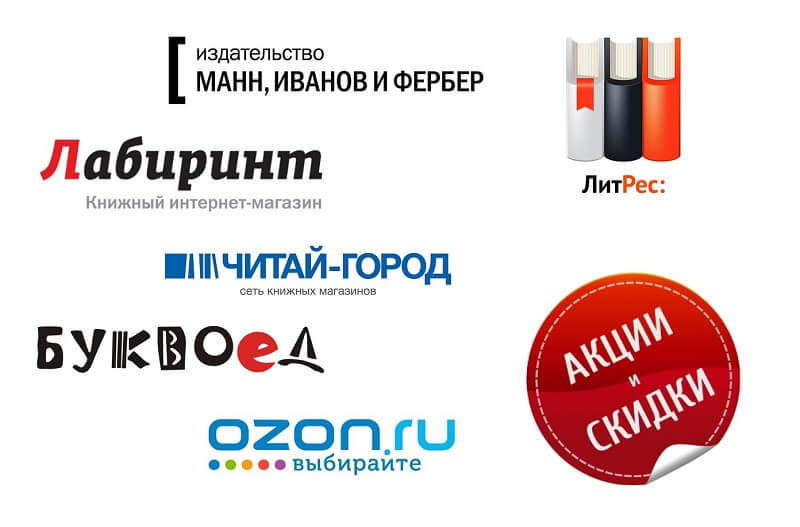 издательство
МАНН, ИВАНОВ И ФЕРБЕР
ЛитРес:
Лабиринт
Книжный интернет-магазин
ЧИТАЙ-ГОРОД
сеть книжных магазинов
БУКВОЕД
ozon.ru
выбирайте
АКЦИИ
И
СКИДКИ